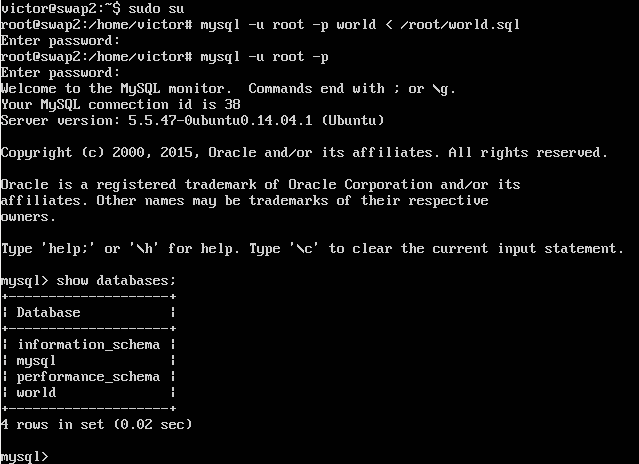 victor@swap2:~$ sudo su
root@swap2:/home/victor# mysql -u root -p world < /root/world.sql
Enter password:
root@swap2:/home/victor# mysql -u root -p
Enter password:
Welcome to the MySQL monitor.  Commands end with ; or \g.
Your MySQL connection id is 38
Server version: 5.5.47-0ubuntu0.14.04.1 (Ubuntu)
Copyright (c) 2000, 2015, Oracle and/or its affiliates. All rights reserved.
Oracle is a registered trademark of Oracle Corporation and/or its
affiliates. Other names may be trademarks of their respective
owners.
Type 'help;' or '\h' for help. Type '\c' to clear the current input statement.
mysql> show databases;
+--------------------+
| Database           |
+--------------------+
| information_schema |
| mysql              |
| performance_schema |
| world              |
+--------------------+
4 rows in set (0.02 sec)
mysql>